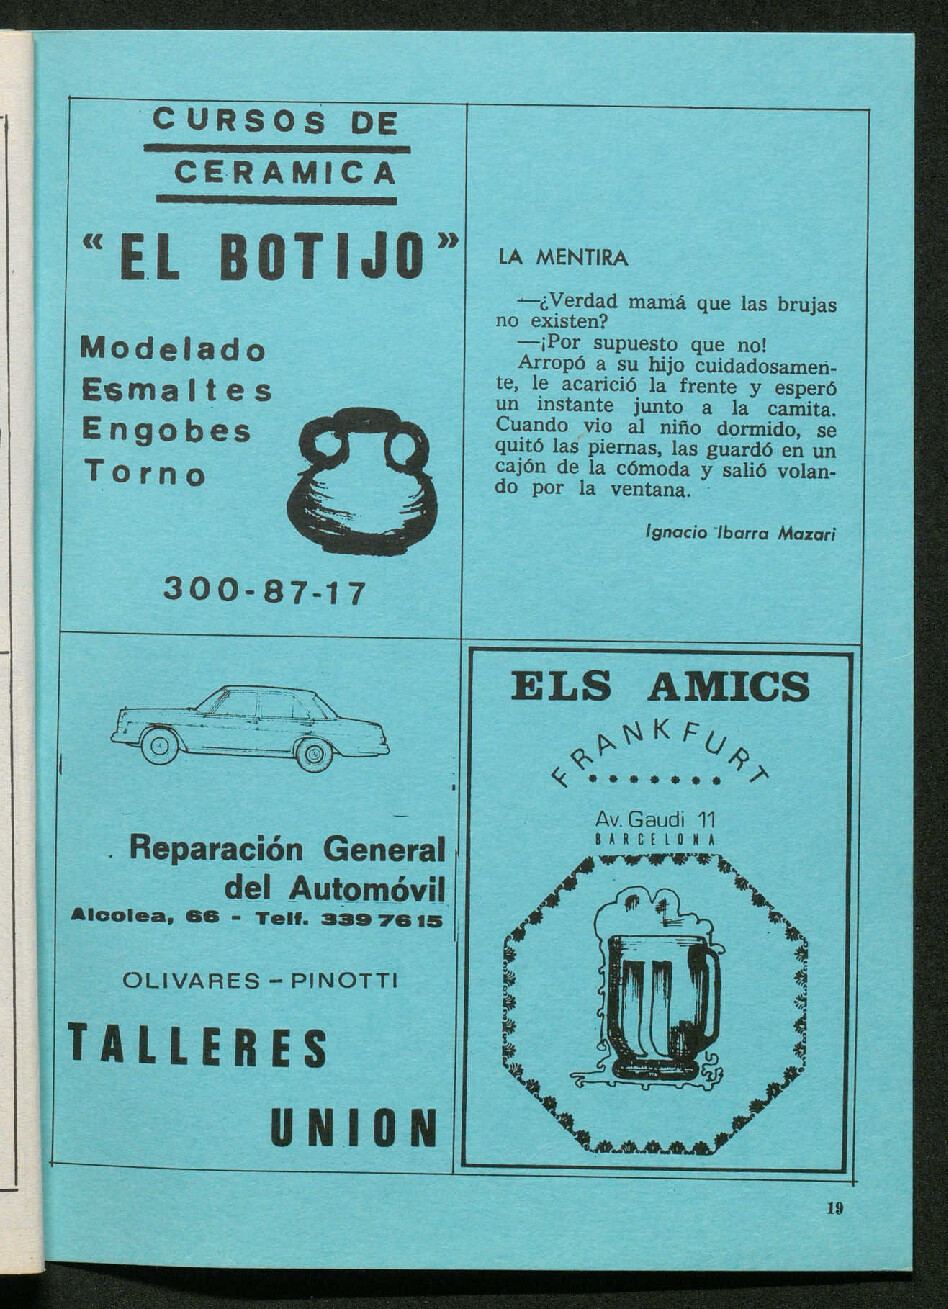 CURSOS DE
CERAMICA
“EL BOTIJO”
Modelado
Esmaltes
Engobes
Torno
300-87-17
LA MENTIRA
—¿Verdad mamá que las brujas
no existen?
—¡Por supuesto que no!
Arropó a su hijo cuidadosamen-
te, le acarició la frente y esperó
un instante junto a la camita.
Cuando vio al niño dormido, se
quitó las piernas, las guardó en un
cajón de la cómoda y salió volan-
do por la ventana.
Ignacio Ibarra Mazari
Reparación General
del Automóvil
Alcolea, 66 - Telf. 339 76 15
OLIVARES - PINOTTI
TALLERES
UNION
ELS AMICS
FRANKFURT
Av. Gaudi 11
BARCELONA
19